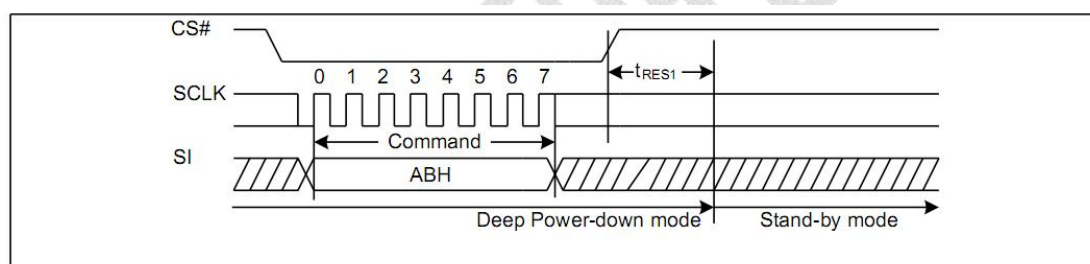 CS#
tRES1
0 1 2 3 4 5 6 7
SCLK
Command
SI
ABH
Deep Power-down mode Stand-by mode